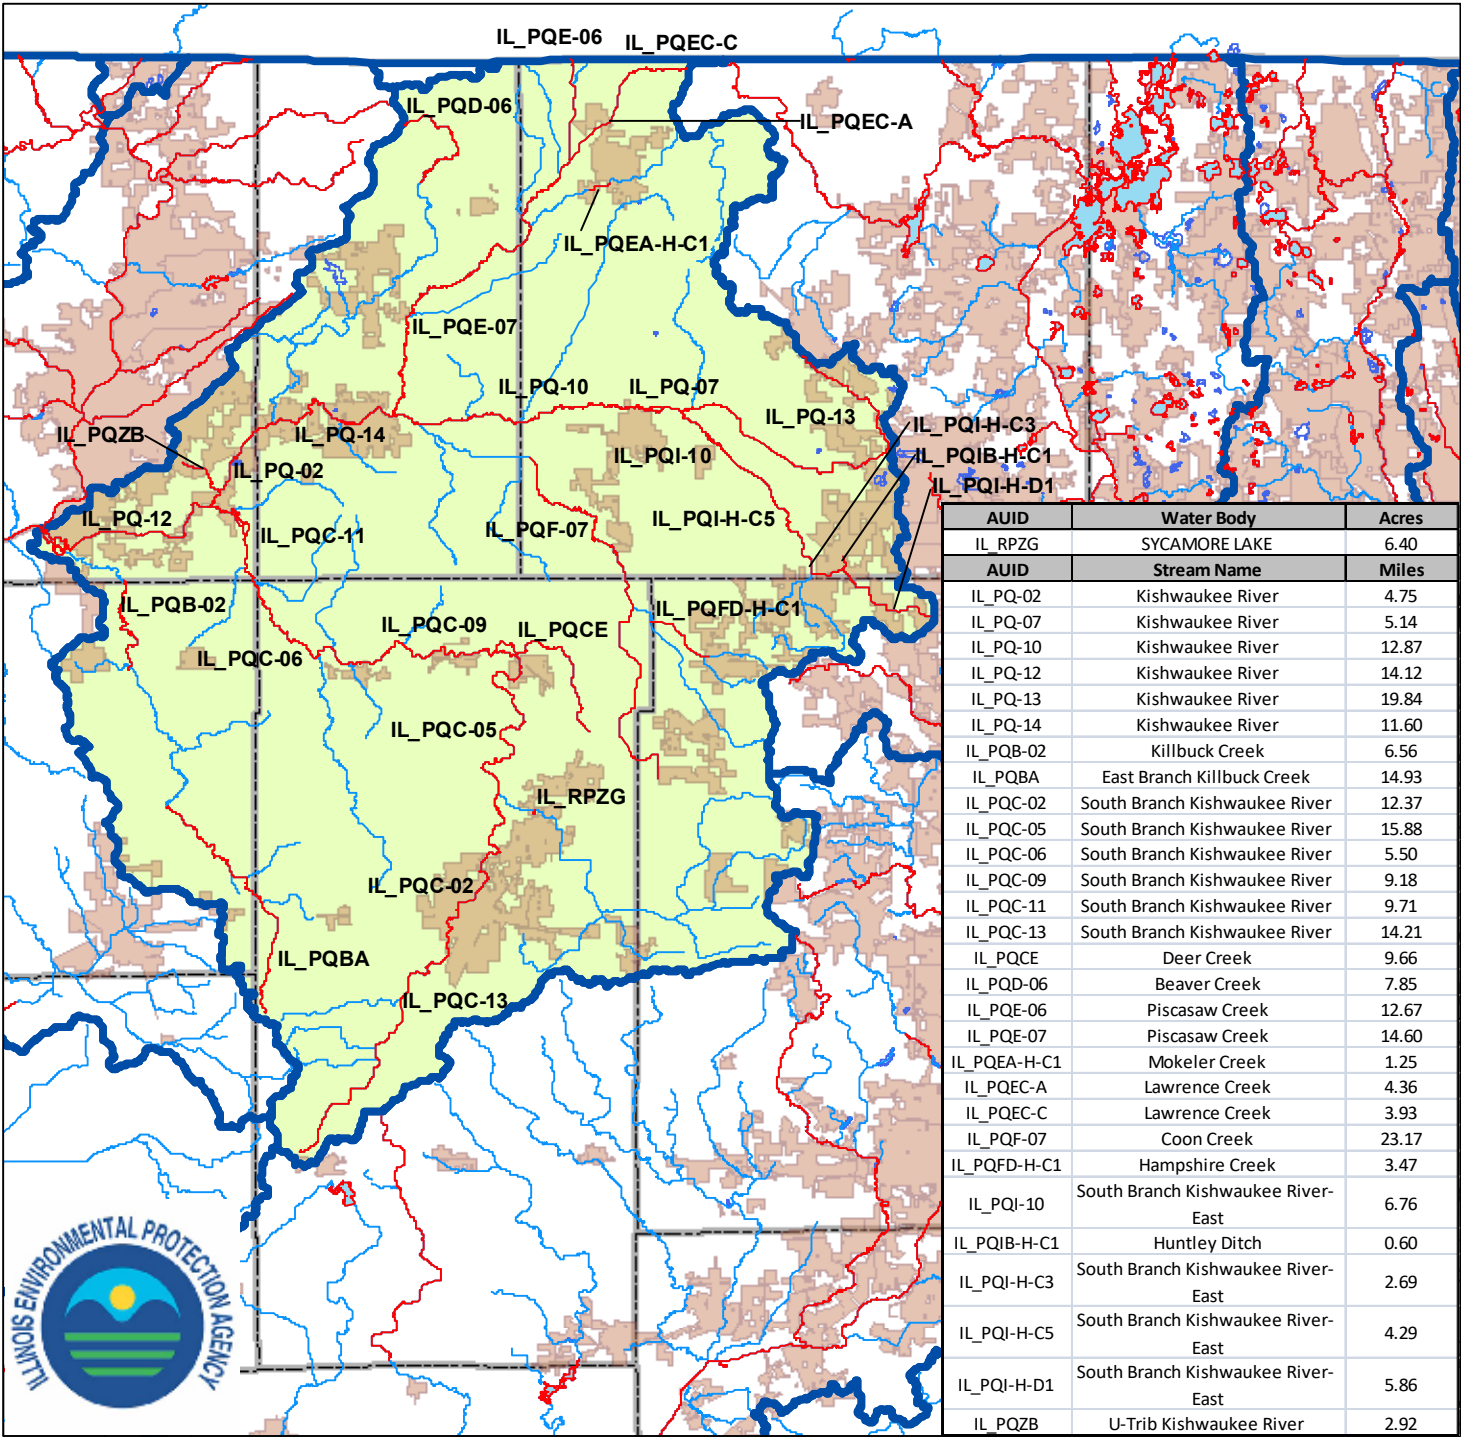 IL_PQE-06
IL_PQEC-C
IL_PQD-06
IL_PQEC-A
IL_PQEA-H-C1
IL_PQE-07
IL_PQ-10
IL_PQ-07
IL_PQ-13
IL_PQI-H-C3
IL_PQZB
IL_PQ-14
IL_PQI-10
IL_PQIB-H-C1
IL_PQ-02
IL_PQI-H-D1
IL_PQ-12
IL_PQC-11
IL_PQF-07
IL_PQI-H-C5
IL_PQB-02
IL_PQFD-H-C1
IL_PQC-09
IL_PQCE
IL_PQC-06
IL_PQC-05
IL_RPZG
IL_PQC-02
IL_PQBA
IL_PQC-13
AUID Water Body Acres
IL_RPZG SYCAMORE LAKE 6.40
AUID Stream Name Miles
IL_PQ-02 Kishwaukee River 4.75
IL_PQ-07 Kishwaukee River 5.14
IL_PQ-10 Kishwaukee River 12.87
IL_PQ-12 Kishwaukee River 14.12
IL_PQ-13 Kishwaukee River 19.84
IL_PQ-14 Kishwaukee River 11.60
IL_PQB-02 Killbuck Creek 6.56
IL_PQBA East Branch Killbuck Creek 14.93
IL_PQC-02 South Branch Kishwaukee River 12.37
IL_PQC-05 South Branch Kishwaukee River 15.88
IL_PQC-06 South Branch Kishwaukee River 5.50
IL_PQC-09 South Branch Kishwaukee River 9.18
IL_PQC-11 South Branch Kishwaukee River 9.71
IL_PQC-13 South Branch Kishwaukee River 14.21
IL_PQCE Deer Creek 9.66
IL_PQD-06 Beaver Creek 7.85
IL_PQE-06 Piscasaw Creek 12.67
IL_PQE-07 Piscasaw Creek 14.60
IL_PQEA-H-C1 Mokeler Creek 1.25
IL_PQEC-A Lawrence Creek 4.36
IL_PQEC-C Lawrence Creek 3.93
IL_PQF-07 Coon Creek 23.17
IL_PQFD-H-C1 Hampshire Creek 3.47
IL_PQI-10 South Branch Kishwaukee River- 6.76
East
IL_PQIB-H-C1 Huntley Ditch 0.60
IL_PQI-H-C3 South Branch Kishwaukee River- 2.69
East
IL_PQI-H-C5 South Branch Kishwaukee River- 4.29
East
IL_PQI-H-D1 South Branch Kishwaukee River- 5.86
East
IL_PQZB U-Trib Kishwaukee River 2.92
ILLINOIS ENVIRONMENTAL PROTECTION AGENCY